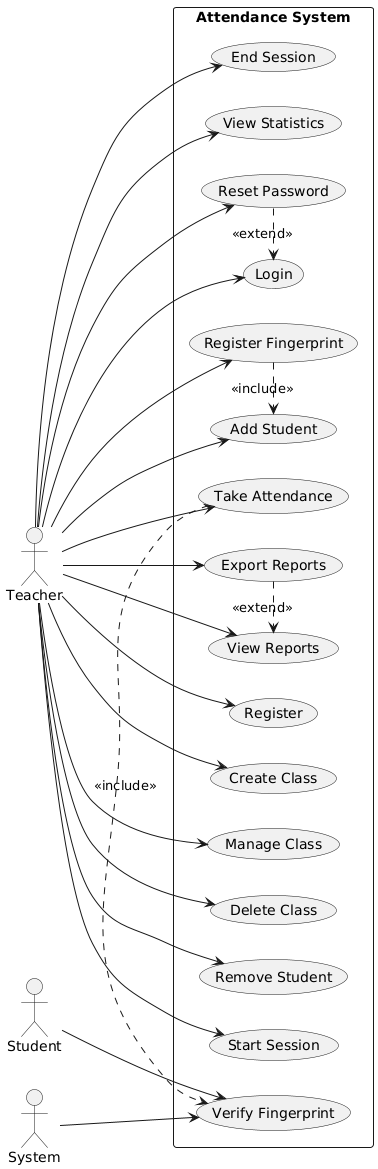 Attendance System
End Session
View Statistics
Reset Password
«extend»
Login
Register Fingerprint
«include»
Add Student
Take Attendance
Export Reports
Teacher
«extend»
View Reports
Register
Create Class
«include»
Manage Class
Delete Class
Remove Student
Student
Start Session
Verify Fingerprint
System